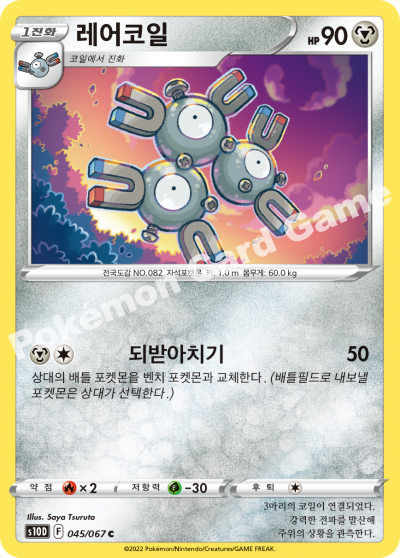 1진화 레어코일 HP 90
코일에서 진화
전국도감 NO.082 자석포켓몬 키: 1.0 m 몸무게: 60.0 kg
Pokémon Card Game
되받아치기 50
상대의 배틀 포켓몬을 벤치 포켓몬과 교체한다. (배틀필드로 내보낼
포켓몬은 상대가 선택한다.)
약점 ×2 저항력 -30 후퇴
Illus. Saya Tsuruta
s10D F 045/067 C
3마리의 코일이 연결되었다.
강력한 전파를 발산해
주위의 상황을 관측한다.
©2022 Pokémon/Nintendo/Creatures/GAME FREAK.